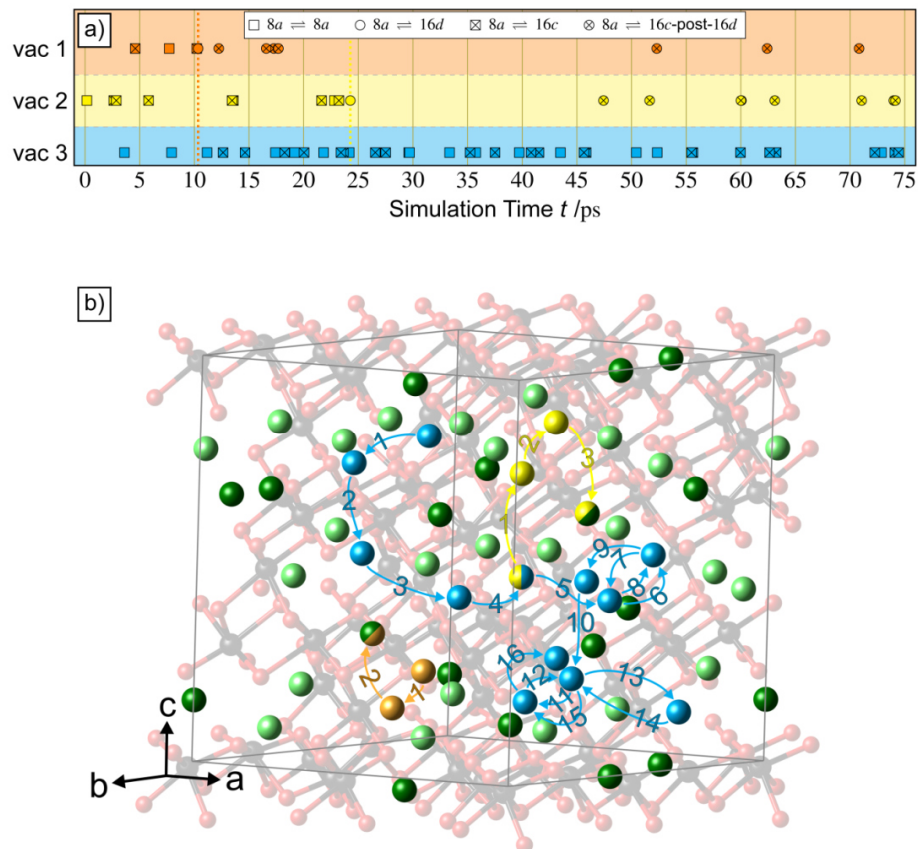 a)
8a ⇌ 8a 8a ⇌ 16d 8a ⇌ 16c 8a ⇌ 16c-post-16d
vac 1
vac 2
vac 3
0 5 10 15 20 25 30 35 40 45 50 55 60 65 70 75
Simulation Time t /ps
b)
1
2
3
4
5
1
2
3
9
7
8
6
10
16
12
11
15
13
14
2
1
c
b
a